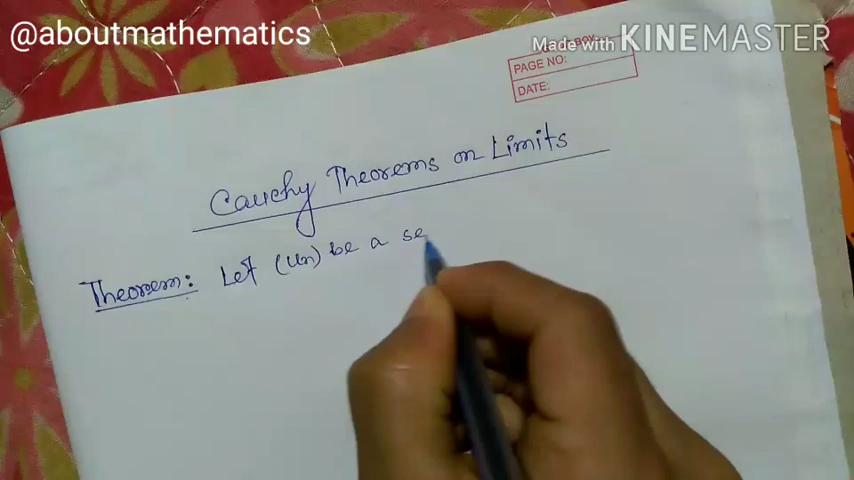 @aboutmathematics
Made with KINEMASTER
PAGE NO:
DATE:
Cauchy Theorems on Limits
Theorem: Let (un) be a se